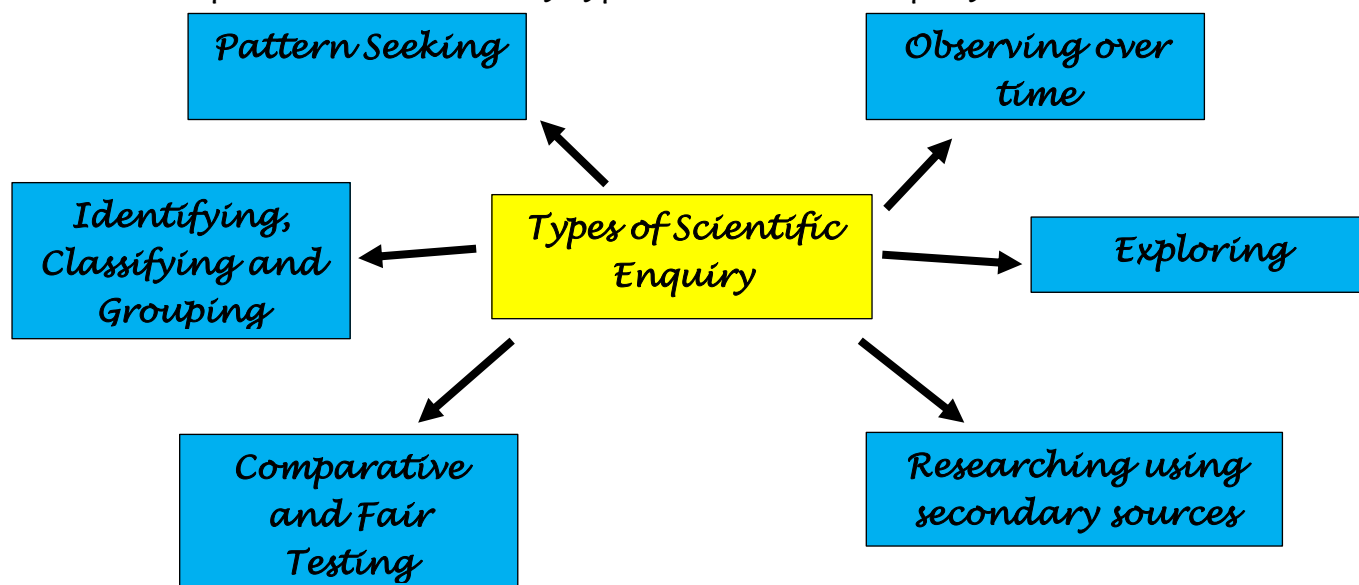 Pattern Seeking
Observing over
time
Identifying,
Classifying and
Grouping
Types of Scientific
Enquiry
Exploring
Comparative
and Fair
Testing
Researching using
secondary sources